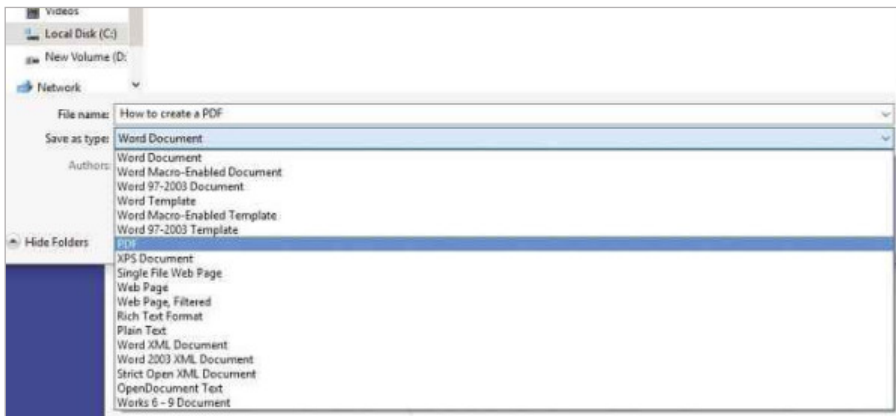 Videos
Local Disk (C:)
New Volume (D:
Network
File name: How to create a PDF
Save as type: Word Document
Authors:
Word Document
Word Macro-Enabled Document
Word 97-2003 Document
Word Template
Word Macro-Enabled Template
Word 97-2003 Template
Hide Folders
PDF
XPS Document
Single File Web Page
Web Page
Web Page, Filtered
Rich Text Format
Plain Text
Word XML Document
Word 2003 XML Document
Strict Open XML Document
OpenDocument Text
Works 6 - 9 Document